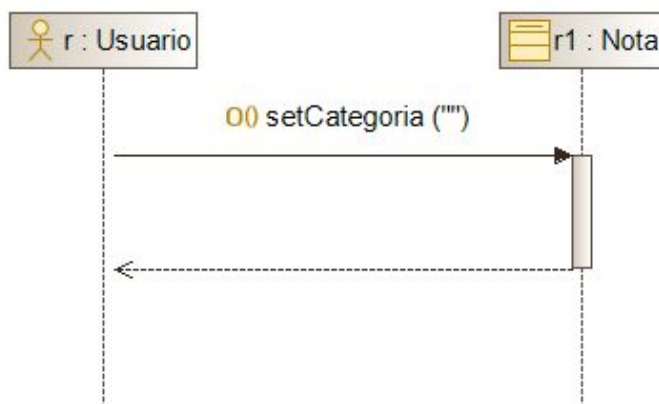 r : Usuario
r1 : Nota
O() setCategoria ("")